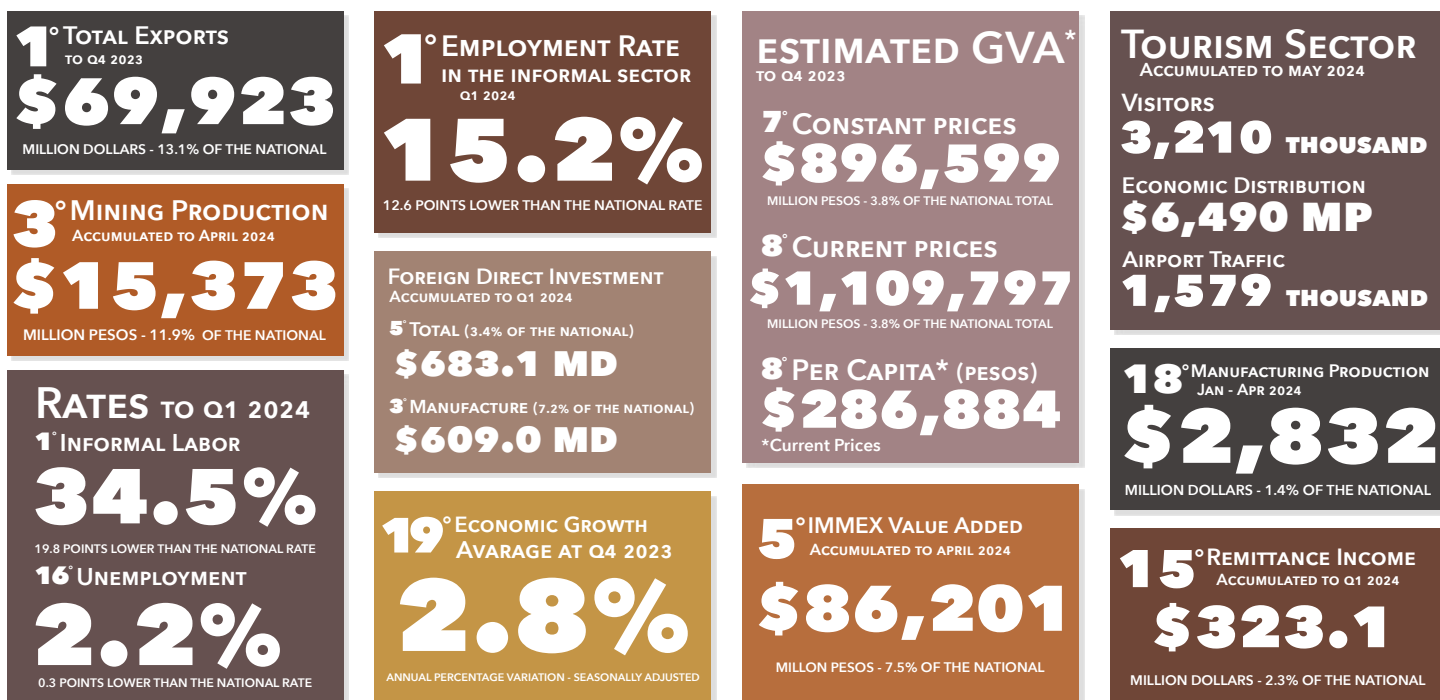 1° Total Exports
to Q4 2023
$69,923
MILLION DOLLARS - 13.1% OF THE NATIONAL
3° Mining Production
Accumulated to April 2024
$15,373
MILLION PESOS - 11.9% OF THE NATIONAL
Rates to Q1 2024
1° Informal Labor
34.5%
19.8 POINTS LOWER THAN THE NATIONAL RATE
16° Unemployment
2.2%
0.3 POINTS LOWER THAN THE NATIONAL RATE
1° Employment Rate
in the informal sector
Q1 2024
15.2%
12.6 POINTS LOWER THAN THE NATIONAL RATE
Foreign Direct Investment
Accumulated to Q1 2024
5° Total (3.4% of the national)
$683.1 MD
3° Manufacture (7.2% of the national)
$609.0 MD
19° Economic Growth
Avarage at Q4 2023
2.8%
ANNUAL PERCENTAGE VARIATION - SEASONALLY ADJUSTED
estimated GVA*
to Q4 2023
7° Constant prices
$896,599
MILLION PESOS - 3.8% OF THE NATIONAL TOTAL
8° Current prices
$1,109,797
MILLION PESOS - 3.8% OF THE NATIONAL TOTAL
8° Per Capita* (pesos)
$286,884
*Current Prices
5° IMMEX Value Added
Accumulated to april 2024
$86,201
MILLON PESOS - 7.5% OF THE NATIONAL
Tourism Sector
Accumulated to May 2024
Visitors
3,210 thousand
Economic Distribution
$6,490 MP
Airport Traffic
1,579 thousand
18° Manufacturing Production
Jan - Apr 2024
$2,832
MILLION DOLLARS - 1.4% OF THE NATIONAL
15° Remittance Income
Accumulated to Q1 2024
$323.1
MILLION DOLLARS - 2.3% OF THE NATIONAL